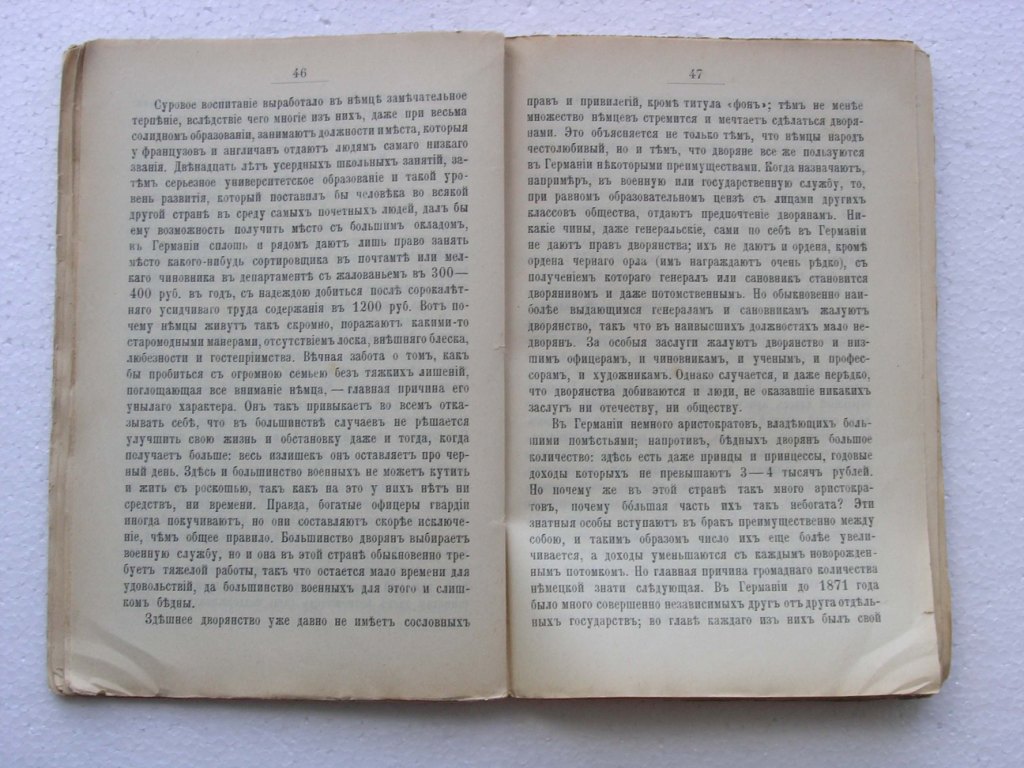 46
Суровое воспитаніе выработало въ нѣмцѣ замѣчательное
терпѣніе, вслѣдствіе чего многіе изъ нихъ, даже при весьма
солидномъ образованіи, занимаютъ должности и мѣста, которыя
у французовъ и англичанъ отдаютъ людямъ самаго низкаго
званія. Двѣнадцать лѣтъ усердныхъ школьныхъ занятій, за-
тѣмъ серьезное университетское образованіе и такой уро-
вень развитія, который поставилъ бы человѣка во всякой
другой странѣ въ среду самыхъ почетныхъ людей, далъ бы
ему возможность получить мѣсто съ большимъ окладомъ,
въ Германіи сплошь и рядомъ даютъ лишь право занять
мѣсто какого-нибудь сортировщика въ почтамтѣ или мел-
каго чиновника въ департаментѣ съ жалованьемъ въ 300—
400 руб. въ годъ, съ надеждою добиться послѣ сорокалѣт-
няго усидчиваго труда содержанія въ 1200 руб. Вотъ по-
чему нѣмцы живутъ такъ скромно, поражаютъ какими-то
старомодными манерами, отсутствіемъ лоска, внѣшняго блеска,
любезности и гостепріимства. Вѣчная забота о томъ, какъ
бы пробиться съ огромною семьею безъ тяжкихъ лишеній,
поглощающая все вниманіе нѣмца, — главная причина его
унылаго характера. Онъ такъ привыкаетъ во всемъ отка-
зывать себѣ, что въ большинствѣ случаевъ не рѣшается
улучшить свою жизнь и обстановку даже и тогда, когда
получаетъ больше: весь излишекъ онъ оставляетъ про чер-
ный день. Здѣсь и большинство военныхъ не можетъ кутить
и жить съ роскошью, такъ какъ на это у нихъ нѣтъ ни
средствъ, ни времени. Правда, богатые офицеры гвардіи
иногда покучиваютъ, но они составляютъ скорѣе исключе-
ніе, чѣмъ общее правило. Большинство дворянъ выбираетъ
военную службу, но и она въ этой странѣ обыкновенно тре-
буетъ тяжелой работы, такъ что остается мало времени для
удовольствій, да большинство военныхъ для этого и слиш-
комъ бѣдны.
Здѣшнее дворянство уже давно не имѣетъ сословныхъ
47
правъ и привилегій, кромѣ титула «фонъ»; тѣмъ не менѣе
множество нѣмцевъ стремится и мечтаетъ сдѣлаться дворя-
нами. Это объясняется не только тѣмъ, что нѣмцы народъ
честолюбивый, но и тѣмъ, что дворяне все же пользуются
въ Германіи нѣкоторыми преимуществами. Когда назначаютъ,
напримѣръ, въ военную или государственную службу, то,
при равномъ образовательномъ цензѣ съ лицами другихъ
классовъ общества, отдаютъ предпочтеніе дворянамъ. Ни-
какіе чины, даже генеральскіе, сами по себѣ въ Германіи
не даютъ правъ дворянства; ихъ не даютъ и ордена, кромѣ
ордена чернаго орла (имъ награждаютъ очень рѣдко), съ
полученіемъ котораго генералъ или сановникъ становится
дворяниномъ и даже потомственнымъ. Но обыкновенно наи-
болѣе выдающимся генераламъ и сановникамъ жалуютъ
дворянство, такъ что въ наивысшихъ должностяхъ мало не-
дворянъ. За особыя заслуги жалуютъ дворянство и низ-
шимъ офицерамъ, и чиновникамъ, и ученымъ, и профес-
сорамъ, и художникамъ. Однако случается, и даже нерѣдко,
что дворянства добиваются и люди, не оказавшіе никакихъ
заслугъ ни отечеству, ни обществу.
Въ Германіи немного аристократовъ, владѣющихъ боль-
шими помѣстьями; напротивъ, бѣдныхъ дворянъ большое
количество: здѣсь есть даже принцы и принцессы, годовые
доходы которыхъ не превышаютъ 3—4 тысячъ рублей.
Но почему же въ этой странѣ такъ много аристокра-
товъ, почему бо́льшая часть ихъ такъ небогата? Эти
знатныя особы вступаютъ въ бракъ преимущественно между
собою, и такимъ образомъ число ихъ еще болѣе увели-
чивается, а доходы уменьшаются съ каждымъ новорожден-
нымъ потомкомъ. Но главная причина громаднаго количества
нѣмецкой знати слѣдующая. Въ Германіи до 1871 года
было много совершенно независимыхъ другъ отъ друга отдѣль-
ныхъ государствъ; во главѣ каждаго изъ нихъ былъ свой